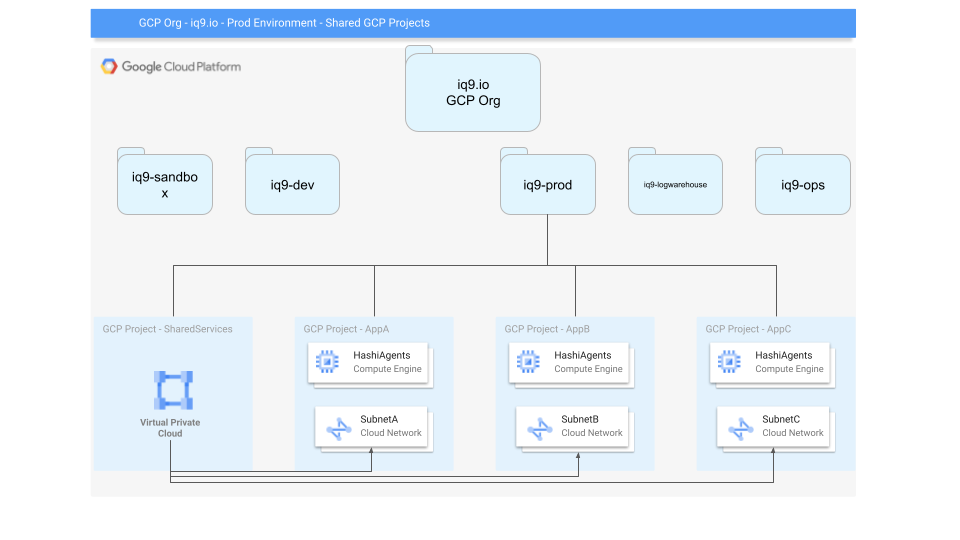 GCP Org - iq9.io - Prod Environment - Shared GCP Projects
Google Cloud Platform
iq9.io
GCP Org
iq9-sandbo
x
iq9-dev
iq9-prod
iq9-logwarehouse
iq9-ops
GCP Project - SharedServices
Virtual Private
Cloud
GCP Project - AppA
HashiAgents
Compute Engine
SubnetA
Cloud Network
GCP Project - AppB
HashiAgents
Compute Engine
SubnetB
Cloud Network
GCP Project - AppC
HashiAgents
Compute Engine
SubnetC
Cloud Network